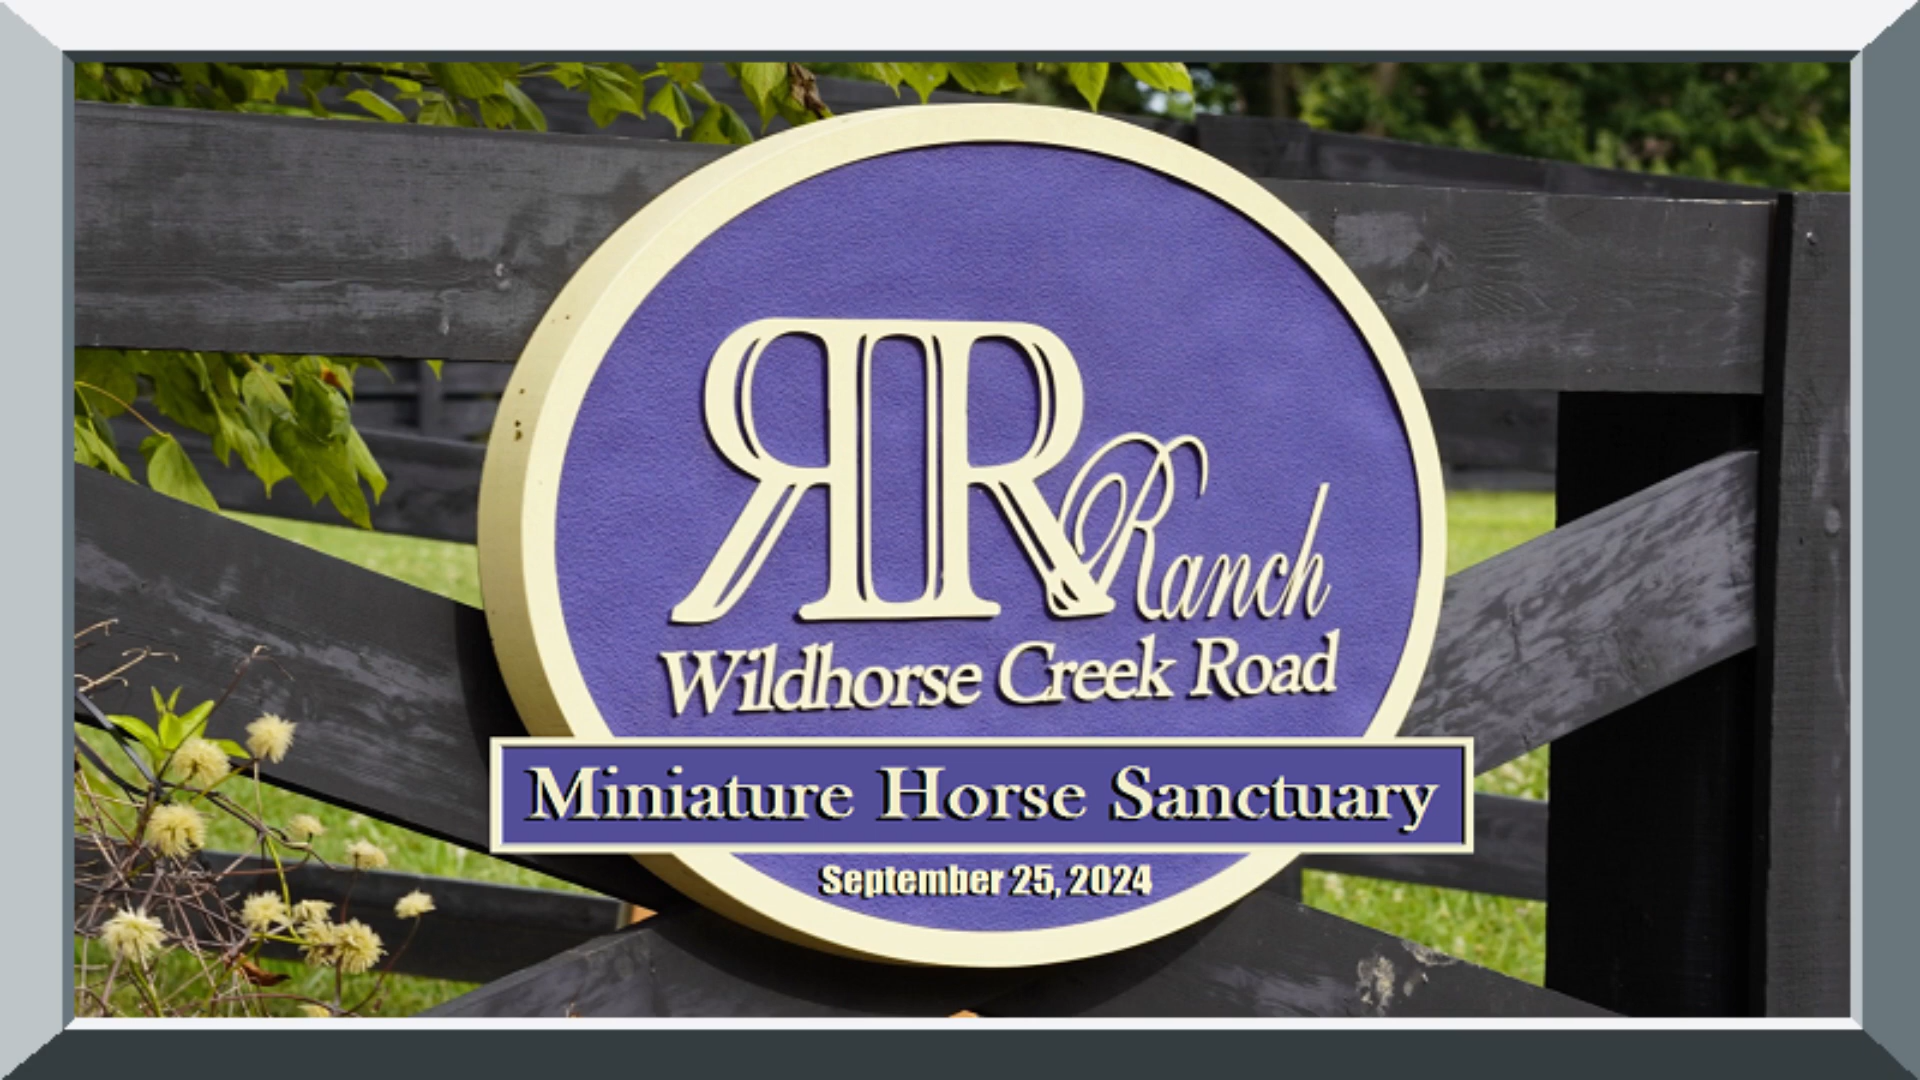 RR Ranch
Wildhorse Creek Road
Miniature Horse Sanctuary
September 25, 2024